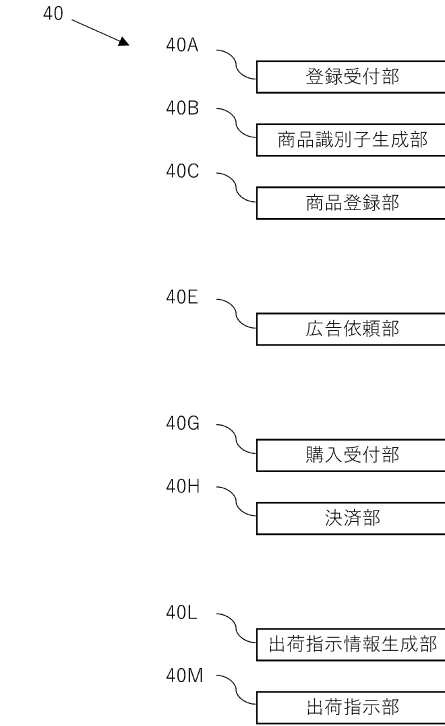 40
40A
登録受付部
40B
商品識別子生成部
40C
商品登録部
40E
広告依頼部
40G
購入受付部
40H
決済部
40L
出荷指示情報生成部
40M
出荷指示部